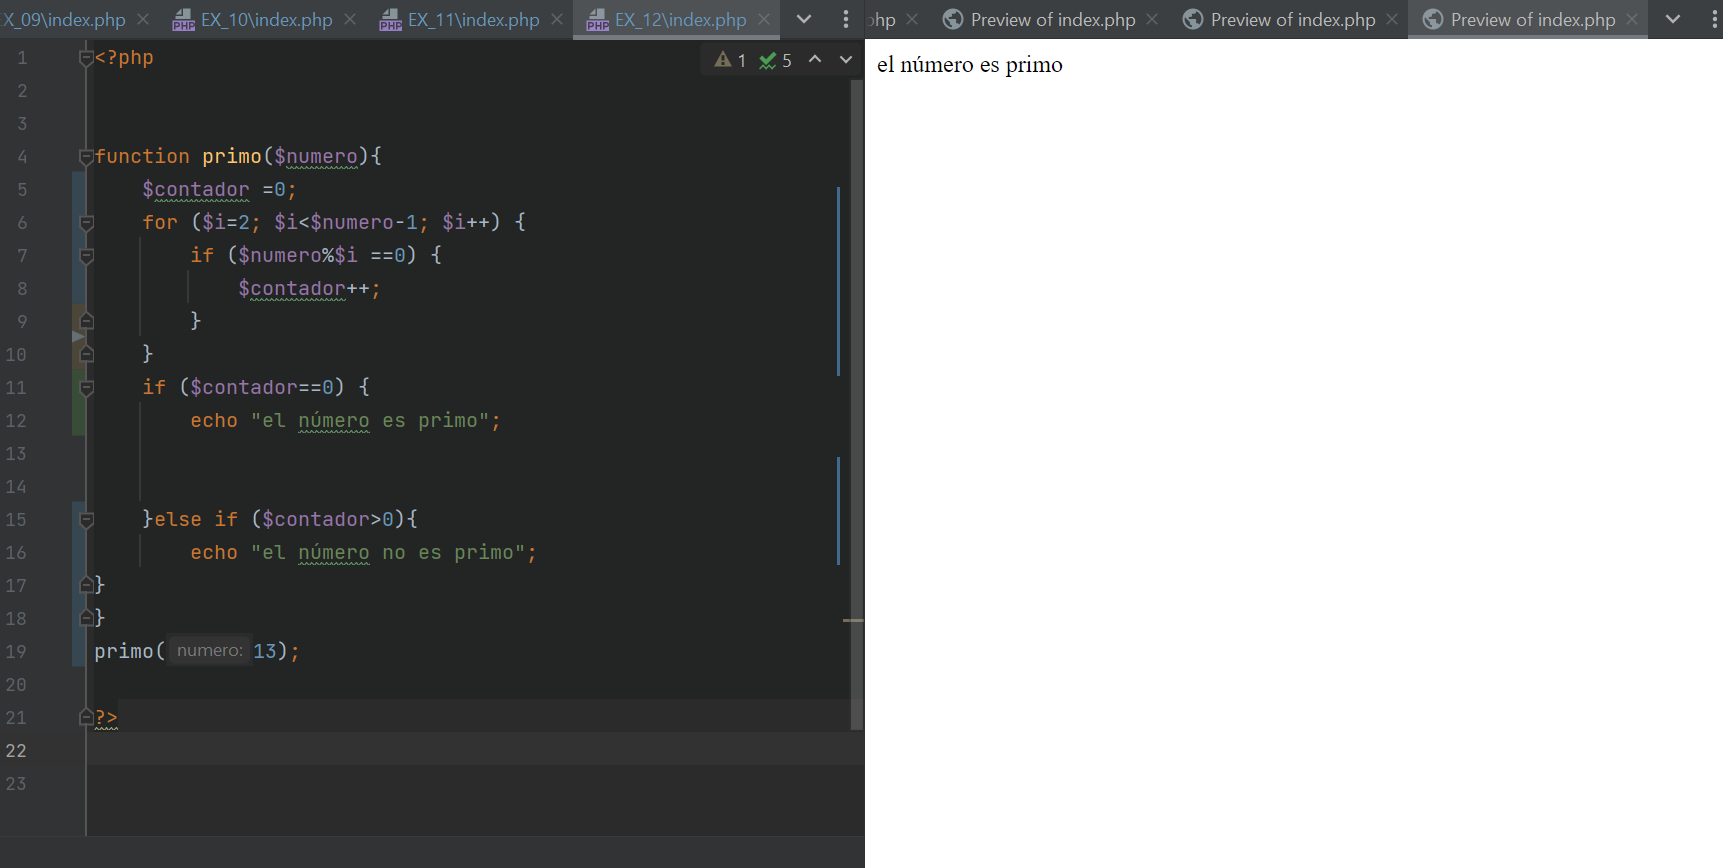 X_09\index.php EX_10\index.php EX_11\index.php EX_12\index.php
hp Preview of index.php Preview of index.php Preview of index.php
1 <?php
1 5
2
3
4 function primo($numero){
5 $contador =0;
6 for ($i=2; $i<$numero-1; $i++) {
7 if ($numero%$i ==0) {
8 $contador++;
9 }
10 }
11 if ($contador==0) {
12 echo "el número es primo";
13
14
15 }else if ($contador>0){
16 echo "el número no es primo";
17 }
18 }
19 primo( numero: 13);
20
21 ?>
22
23
el número es primo